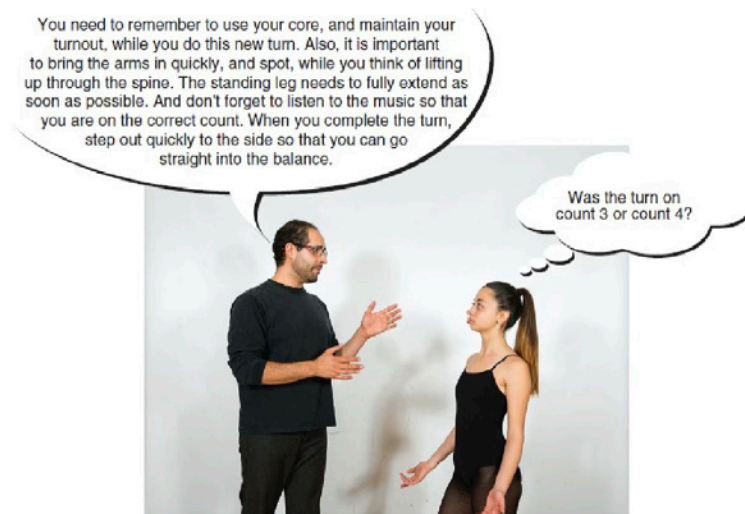 You need to remember to use your core, and maintain your
turnout, while you do this new turn. Also, it is important
to bring the arms in quickly, and spot, while you think of lifting
up through the spine. The standing leg needs to fully extend as
soon as possible. And don't forget to listen to the music so that
you are on the correct count. When you complete the turn,
step out quickly to the side so that you can go
straight into the balance.
Was the turn on
count 3 or count 4?